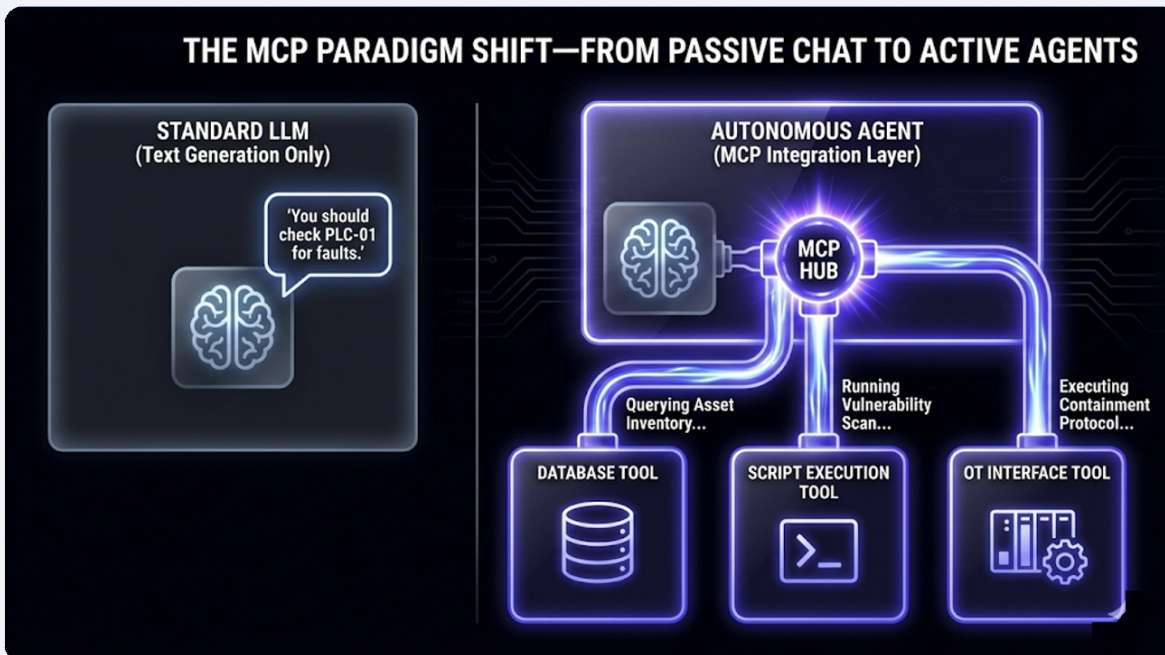 THE MCP PARADIGM SHIFT—FROM PASSIVE CHAT TO ACTIVE AGENTS
STANDARD LLM
(Text Generation Only)
'You should
check PLC-01
for faults.'
AUTONOMOUS AGENT
(MCP Integration Layer)
MCP
HUB
Querying Asset
Inventory...
Running
Vulnerability
Scan...
Executing
Containment
Protocol...
DATABASE TOOL
SCRIPT EXECUTION
TOOL
OT INTERFACE TOOL